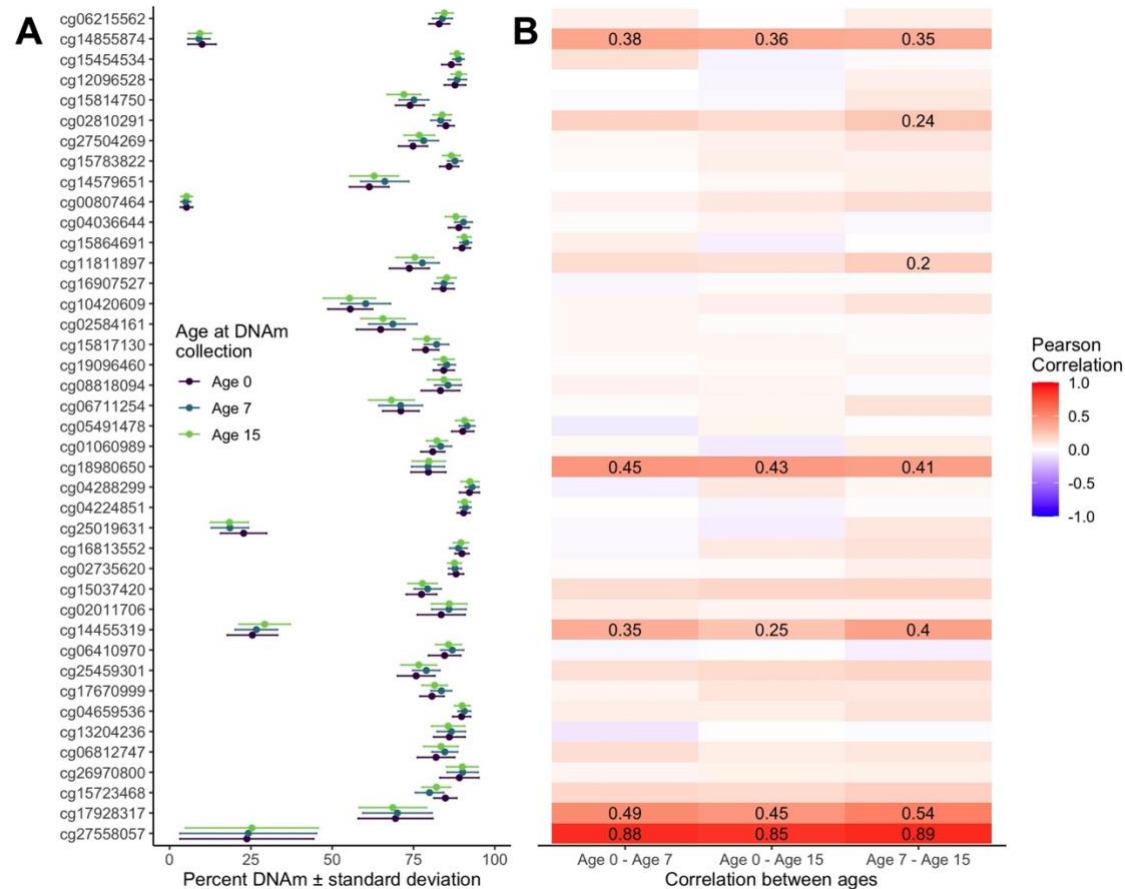 A
cg06215562
cg14855874
cg15454534
cg12096528
cg15814750
cg02810291
cg27504269
cg15783822
cg14579651
cg00807464
cg04036644
cg15864691
cg11811897
cg16907527
cg10420609
cg02584161
cg15817130
cg19096460
cg08818094
cg06711254
cg05491478
cg01060989
cg18980650
cg04288299
cg04224851
cg25019631
cg16813552
cg02735620
cg15037420
cg02011706
cg14455319
cg06410970
cg25459301
cg17670999
cg04659536
cg13204236
cg06812747
cg26970800
cg15723468
cg17928317
cg27558057
Age at DNAm
collection
Age 0
Age 7
Age 15
0 25 50 75 100
Percent DNAm ± standard deviation
B
0.38 0.36 0.35
0.24
0.2
0.45 0.43 0.41
0.35 0.25 0.4
0.49 0.45 0.54
0.88 0.85 0.89
Age 0 - Age 7 Age 0 - Age 15 Age 7 - Age 15
Correlation between ages
Pearson
Correlation
1.0
0.5
0.0
-0.5
-1.0